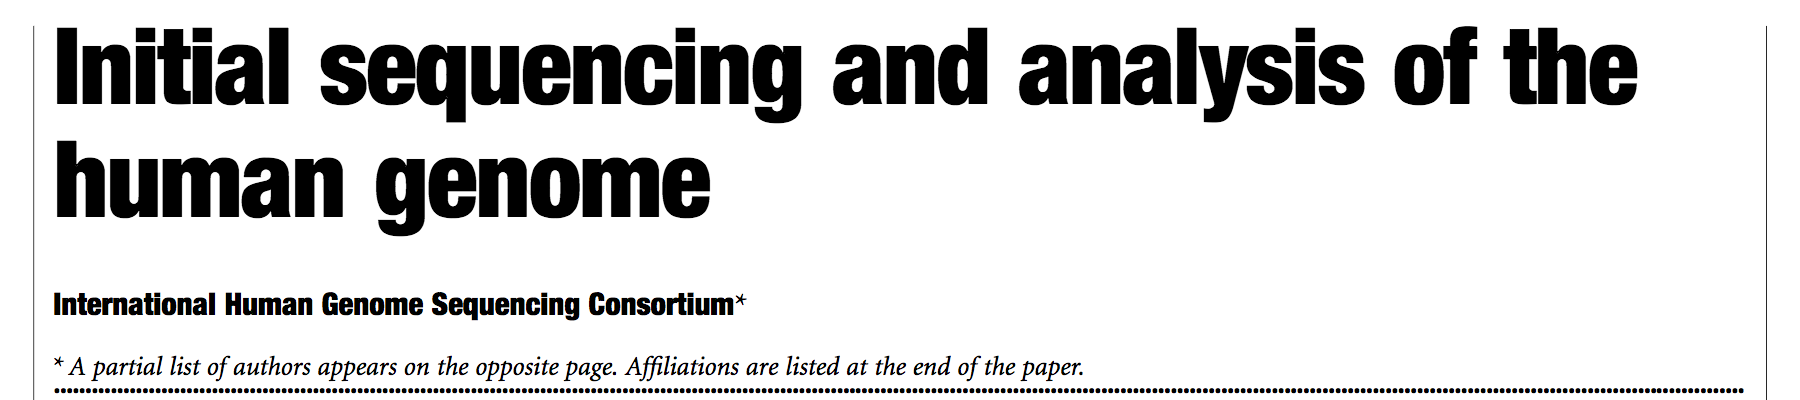 Initial sequencing and analysis of the
human genome
International Human Genome Sequencing Consortium*
* A partial list of authors appears on the opposite page. Affiliations are listed at the end of the paper.